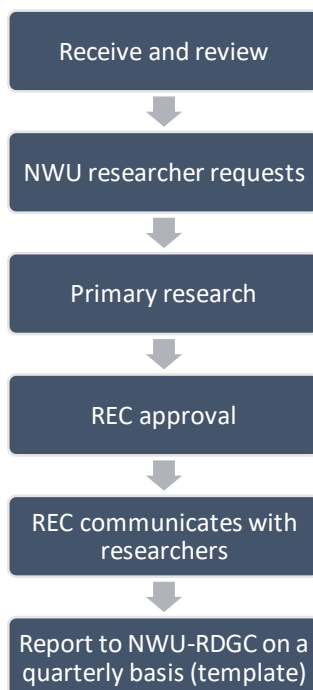 Receive and review
NWU researcher requests
Primary research
REC approval
REC communicates with
researchers
Report to NWU-RDGC on a
quarterly basis (template)